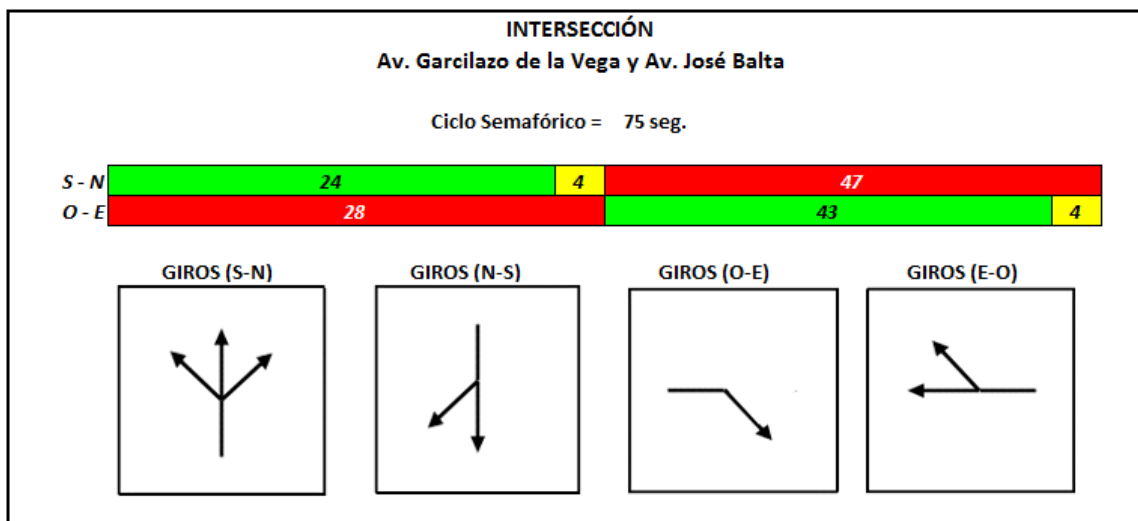 INTERSECCIÓN
Av. Garcilazo de la Vega y Av. José Balta
Ciclo Semafórico = 75 seg.
S - N 24 4 47
O - E 28 43 4
GIROS (S-N) GIROS (N-S) GIROS (O-E) GIROS (E-O)